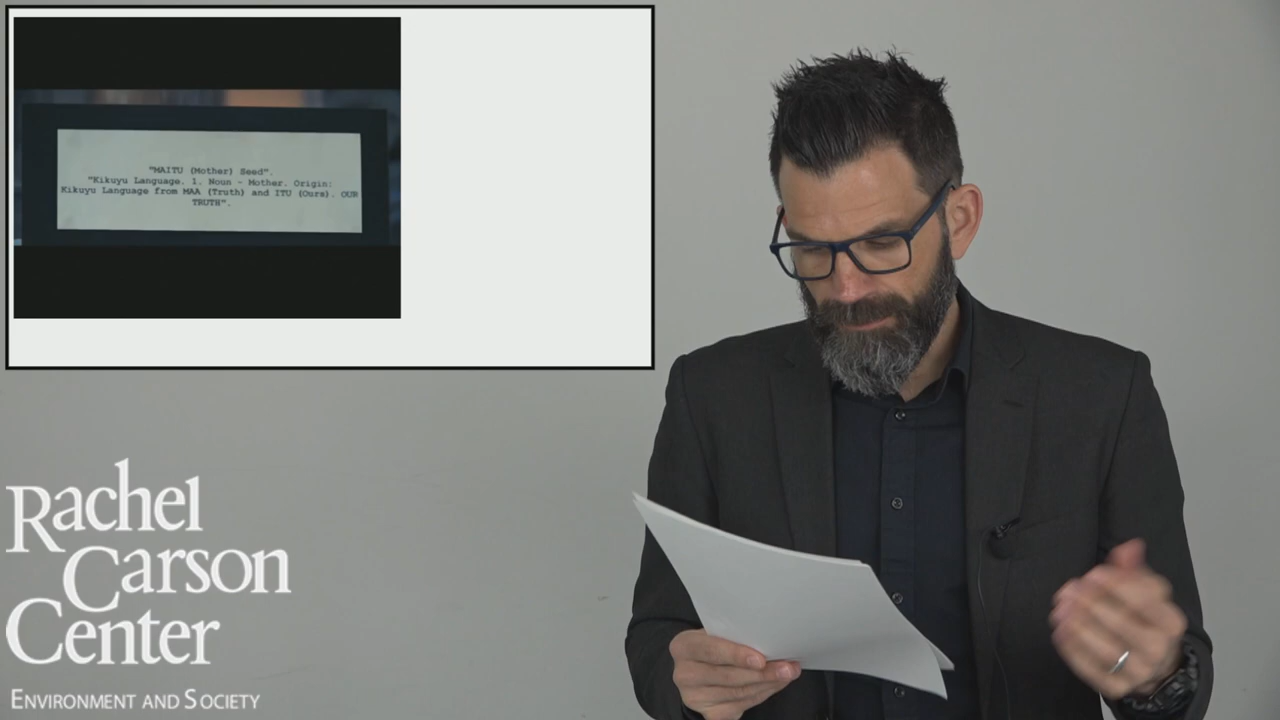 "MAITU (Mother) Seed".
"Kikuyu Language. 1. Noun - Mother. Origin:
Kikuyu Language from MAA (Truth) and ITU (Ours). OUR
TRUTH".
Rachel
Carson
Center
ENVIRONMENT AND SOCIETY